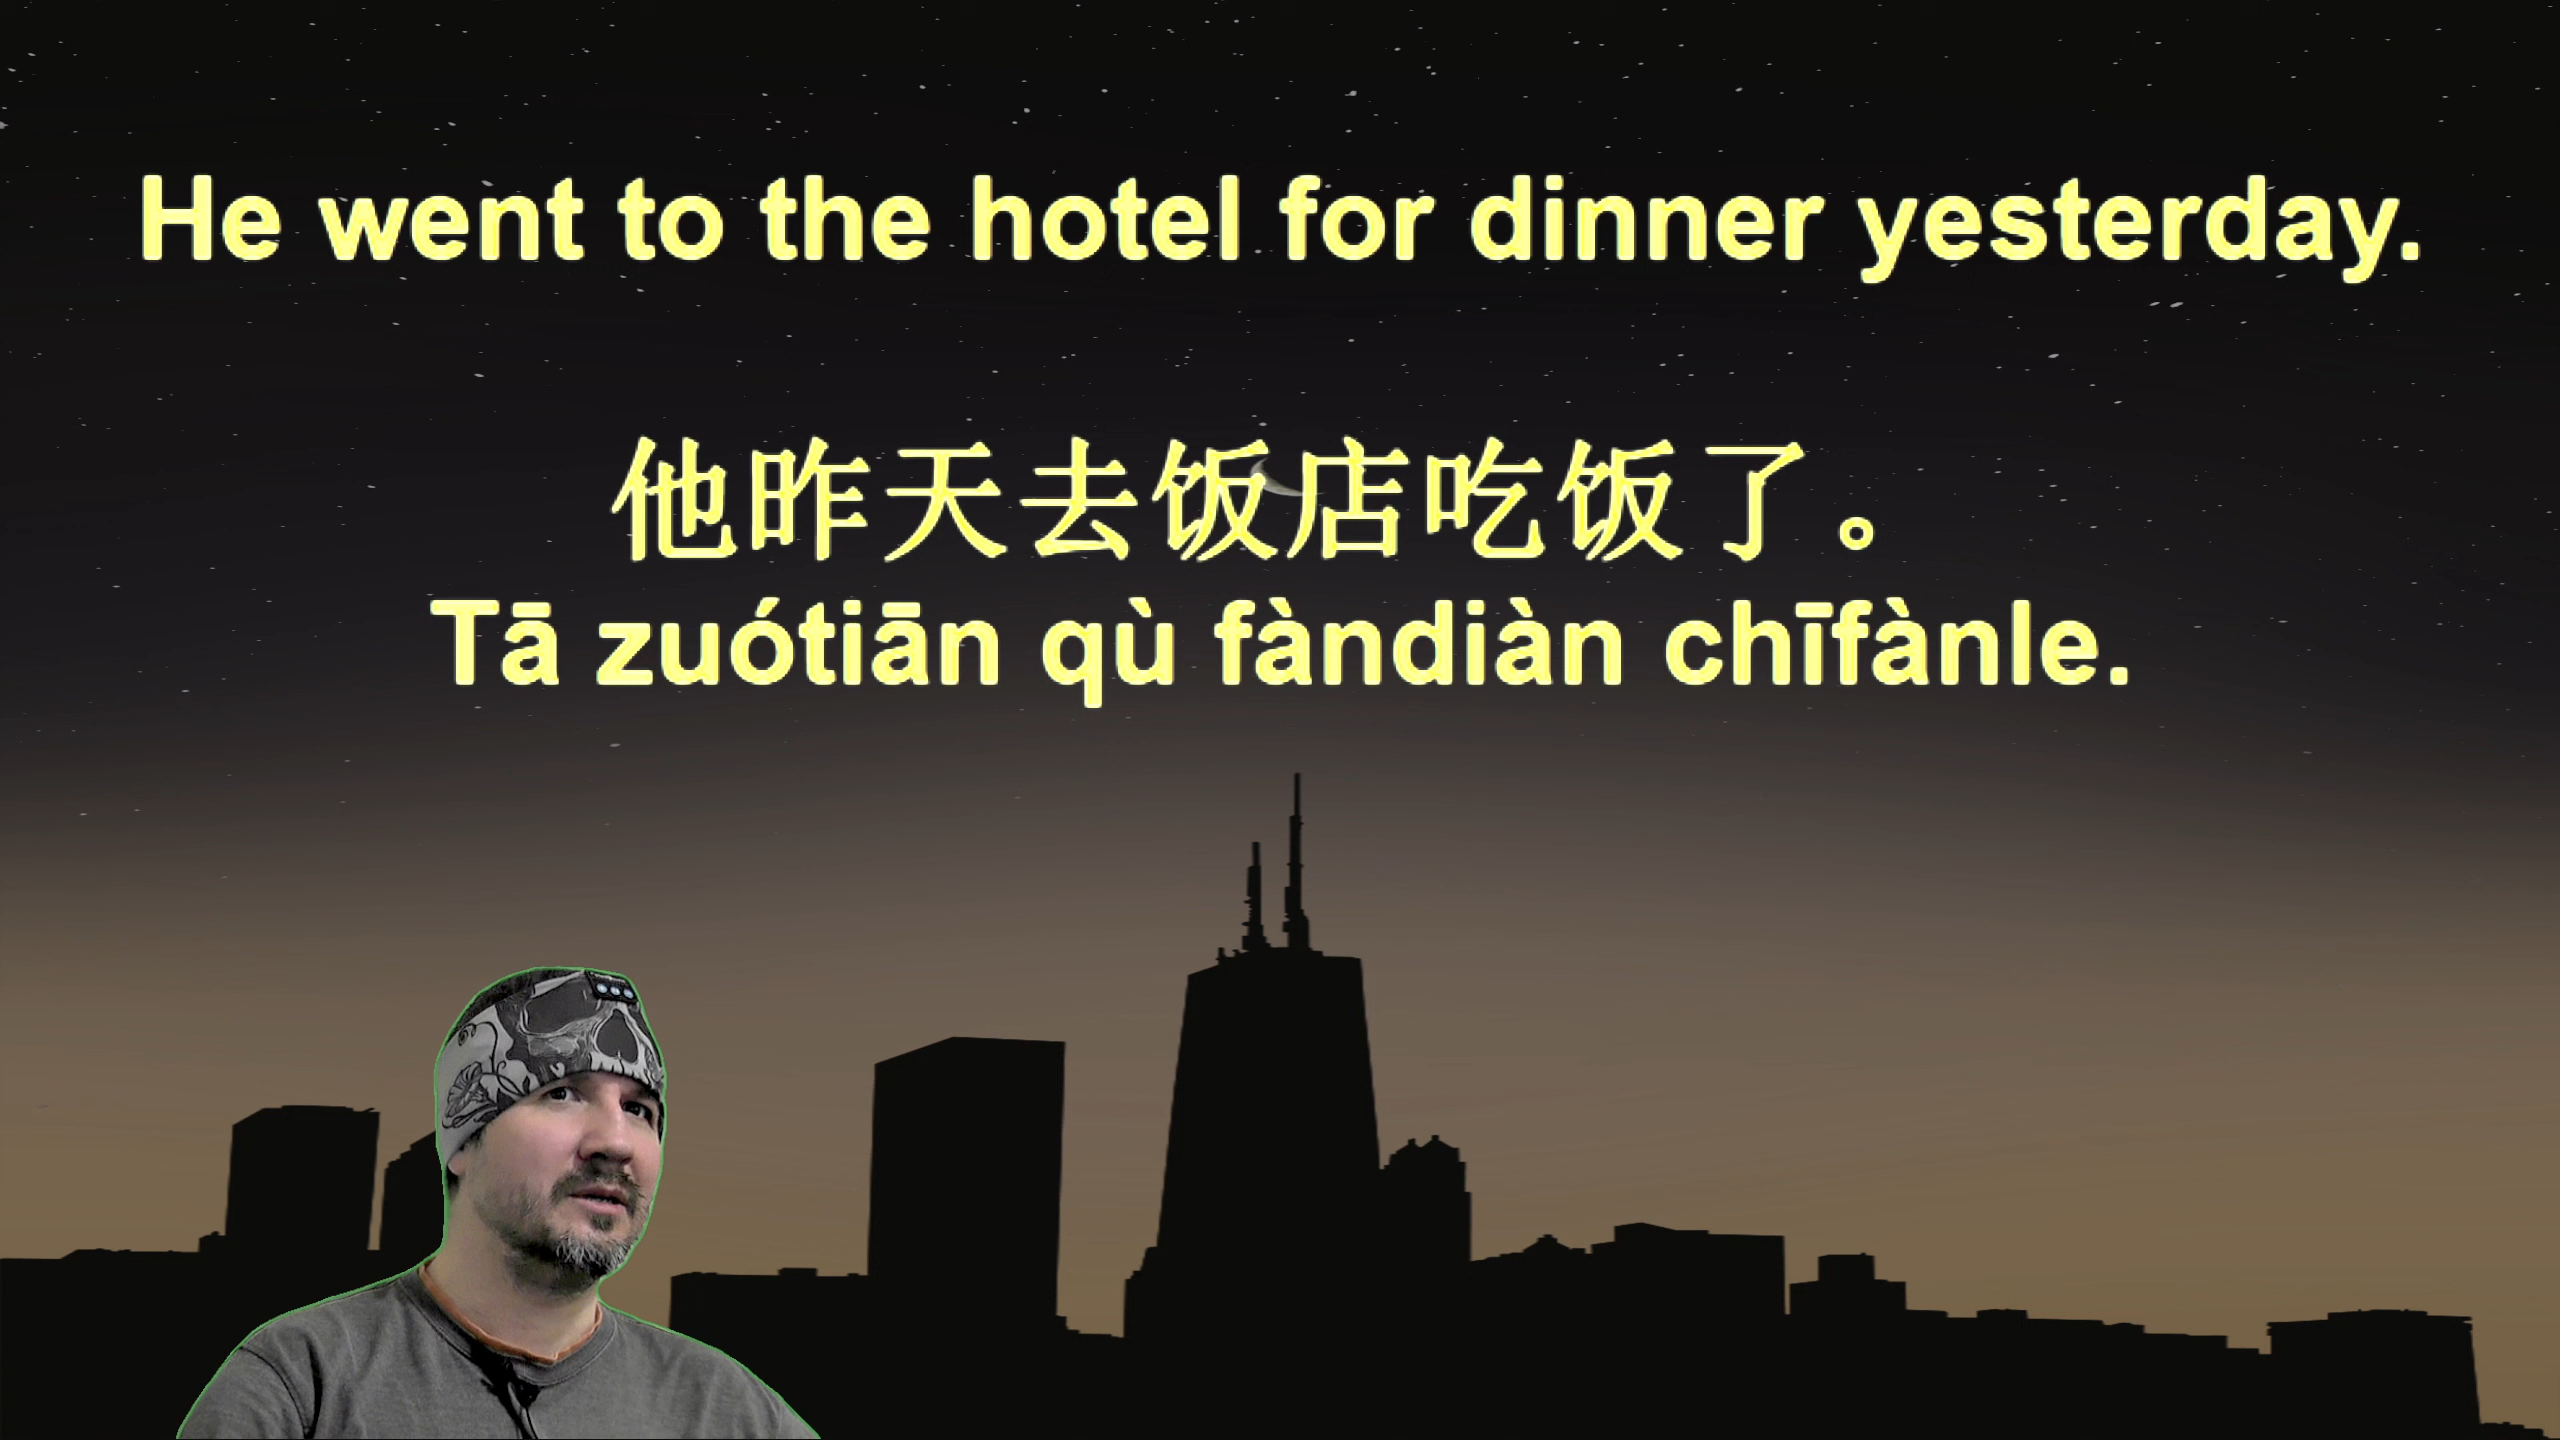 He went to the hotel for dinner yesterday.
他昨天去饭店吃饭了。
Tā zuótiān qù fàndiàn chīfànle.